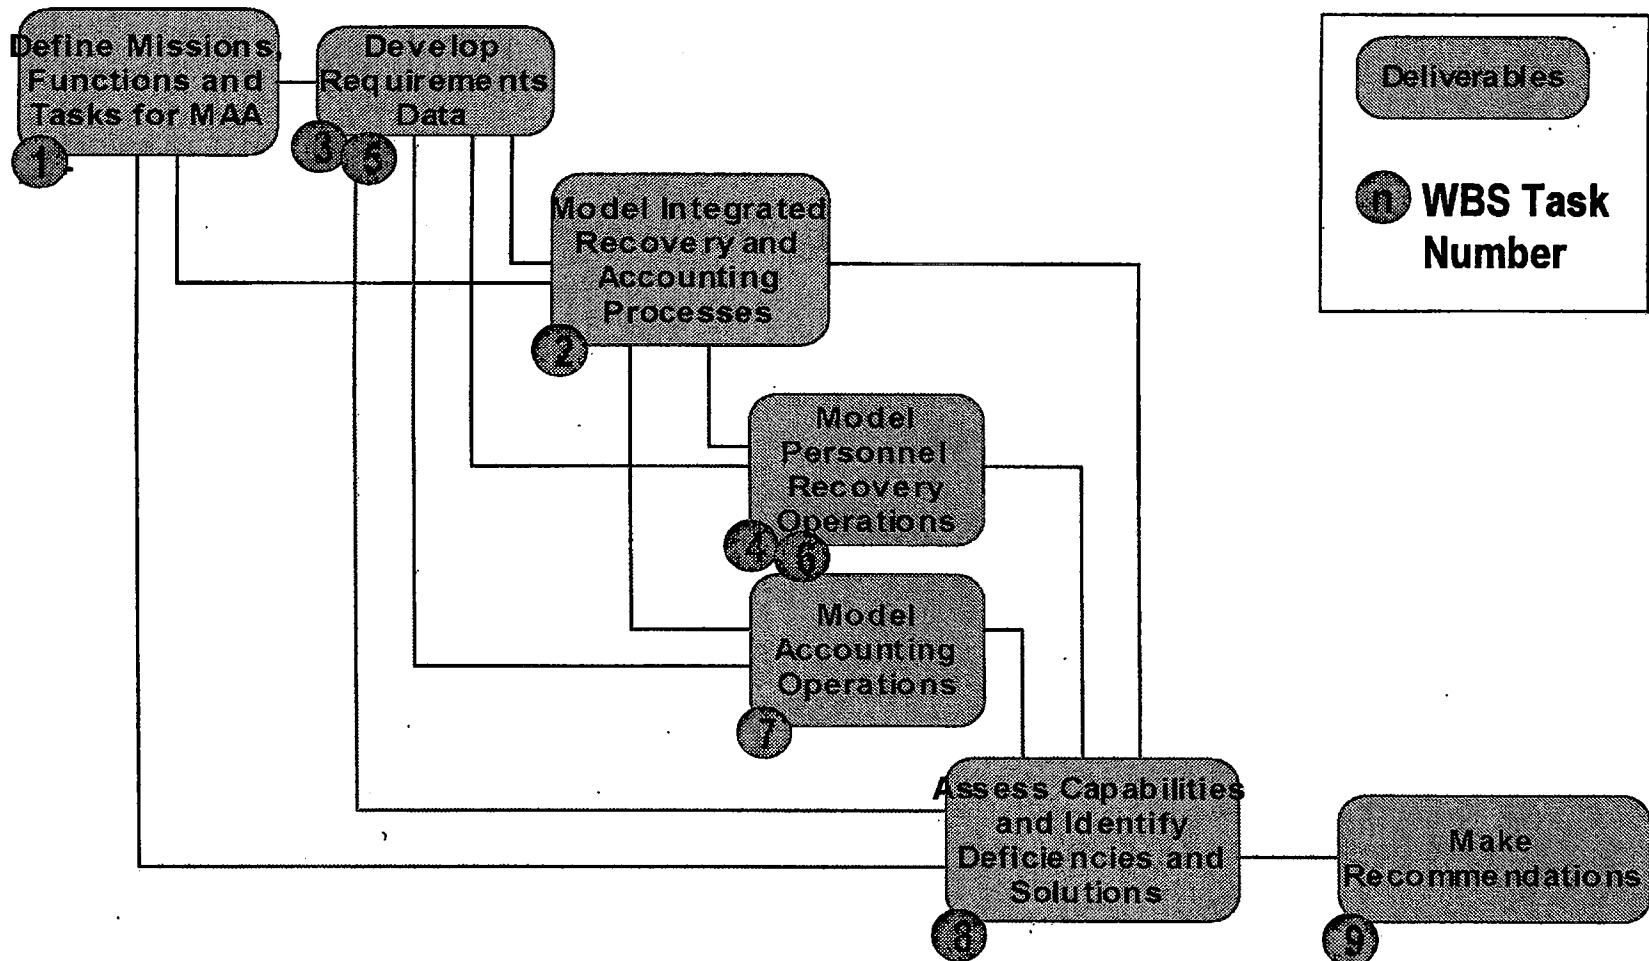 Define Missions,
Functions and
Tasks for MAA
1
Develop
Requirements
Data
3
5
Model Integrated
Recovery and
Accounting
Processes
2
Model
Personnel
Recovery
Operations
4
6
Model
Accounting
Operations
7
Assess Capabilities
and Identify
Deficiencies and
Solutions
8
Make
Recommendations
9
Deliverables
n WBS Task
Number